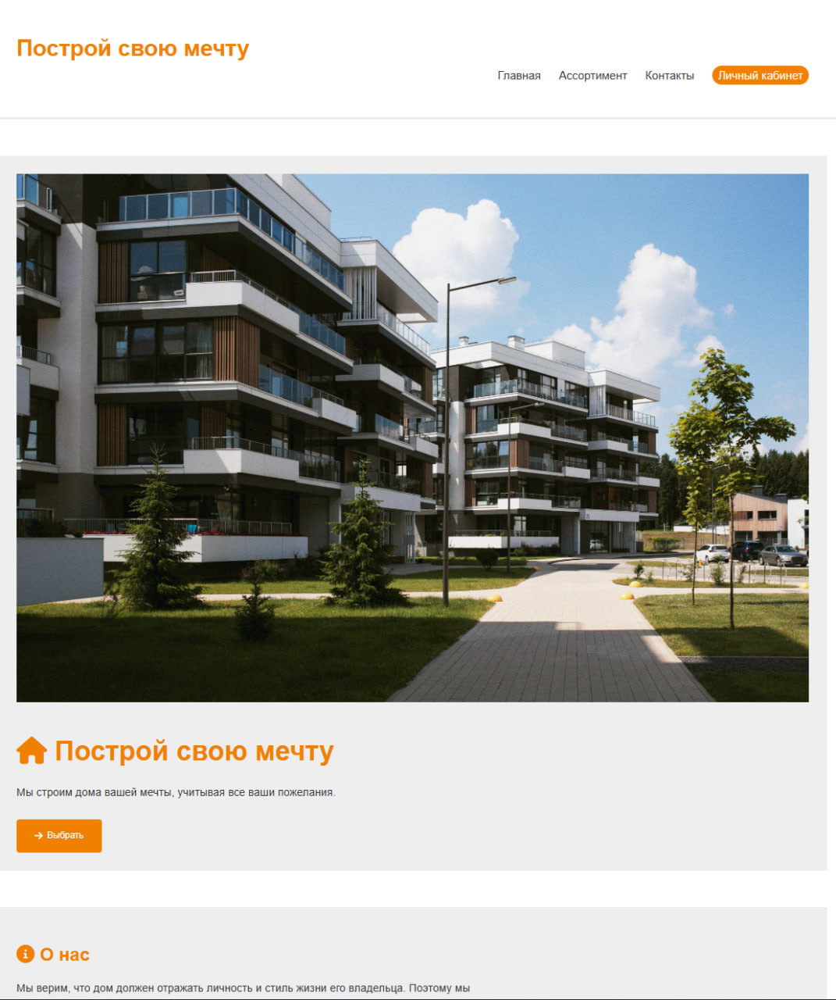 Построй свою мечту
Главная Ассортимент Контакты Личный кабинет
Построй свою мечту
Мы строим дома вашей мечты, учитывая все ваши пожелания.
Выбрать
О нас
Мы верим, что дом должен отражать личность и стиль жизни его владельца. Поэтому мы